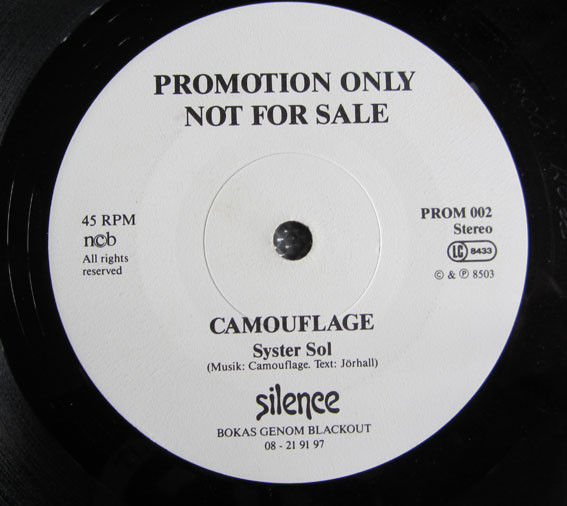 PROMOTION ONLY
NOT FOR SALE
45 RPM
ncb
All rights
reserved
PROM 002
Stereo
LC 8433
© & ℗ 8503
CAMOUFLAGE
Syster Sol
(Musik: Camouflage. Text: Jörhall)
silence
BOKAS GENOM BLACKOUT
08 - 21 91 97